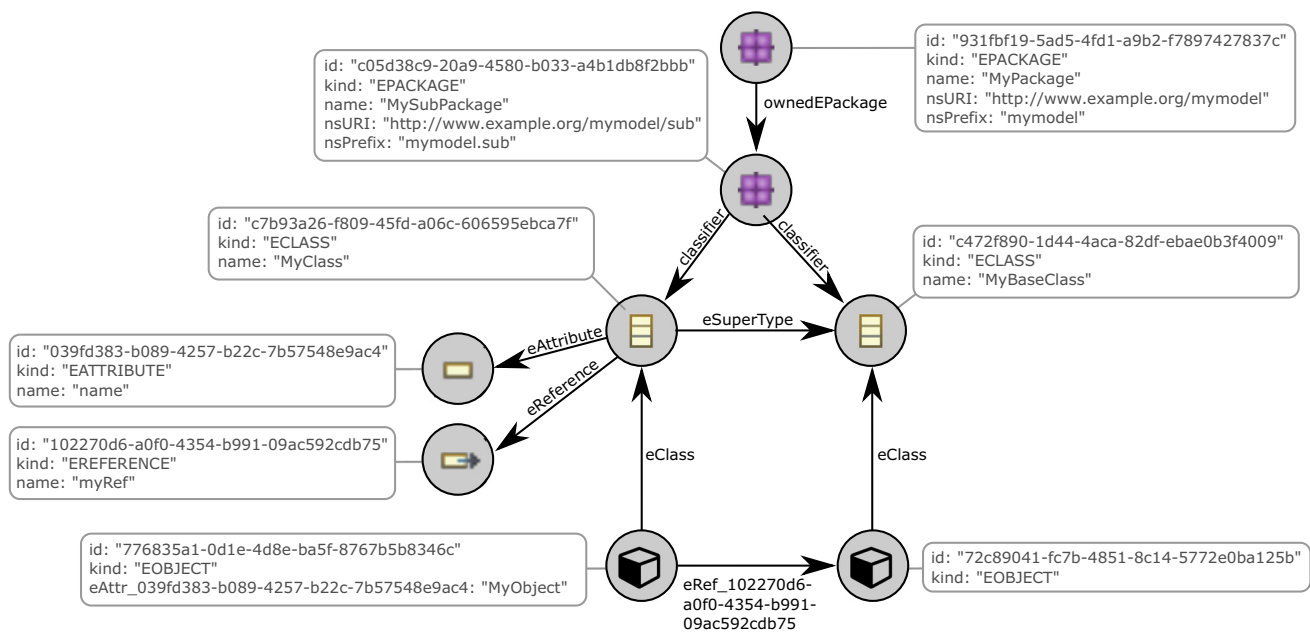 id: "931fbf19-5ad5-4fd1-a9b2-f7897427837c"
kind: "EPACKAGE"
name: "MyPackage"
nsURI: "http://www.example.org/mymodel"
nsPrefix: "mymodel"
id: "c05d38c9-20a9-4580-b033-a4b1db8f2bbb"
kind: "EPACKAGE"
name: "MySubPackage"
nsURI: "http://www.example.org/mymodel/sub"
nsPrefix: "mymodel.sub"
ownedEPackage
id: "c7b93a26-f809-45fd-a06c-606595ebca7f"
kind: "ECLASS"
name: "MyClass"
classifier
classifier
id: "c472f890-1d44-4aca-82df-ebae0b3f4009"
kind: "ECLASS"
name: "MyBaseClass"
eSuperType
eAttribute
eReference
id: "039fd383-b089-4257-b22c-7b57548e9ac4"
kind: "EATTRIBUTE"
name: "name"
id: "102270d6-a0f0-4354-b991-09ac592cdb75"
kind: "EREFERENCE"
name: "myRef"
eClass
eClass
id: "776835a1-0d1e-4d8e-ba5f-8767b5b8346c"
kind: "EOBJECT"
eAttr_039fd383-b089-4257-b22c-7b57548e9ac4: "MyObject"
eRef_102270d6-
a0f0-4354-b991-
09ac592cdb75
id: "72c89041-fc7b-4851-8c14-5772e0ba125b"
kind: "EOBJECT"